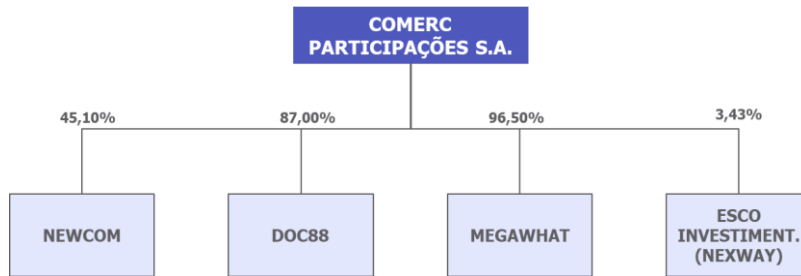 COMERC
PARTICIPAÇÕES S.A.
45,10%
87,00%
96,50%
3,43%
NEWCOM
DOC88
MEGAWHAT
ESCO
INVESTIMENT.
(NEXWAY)